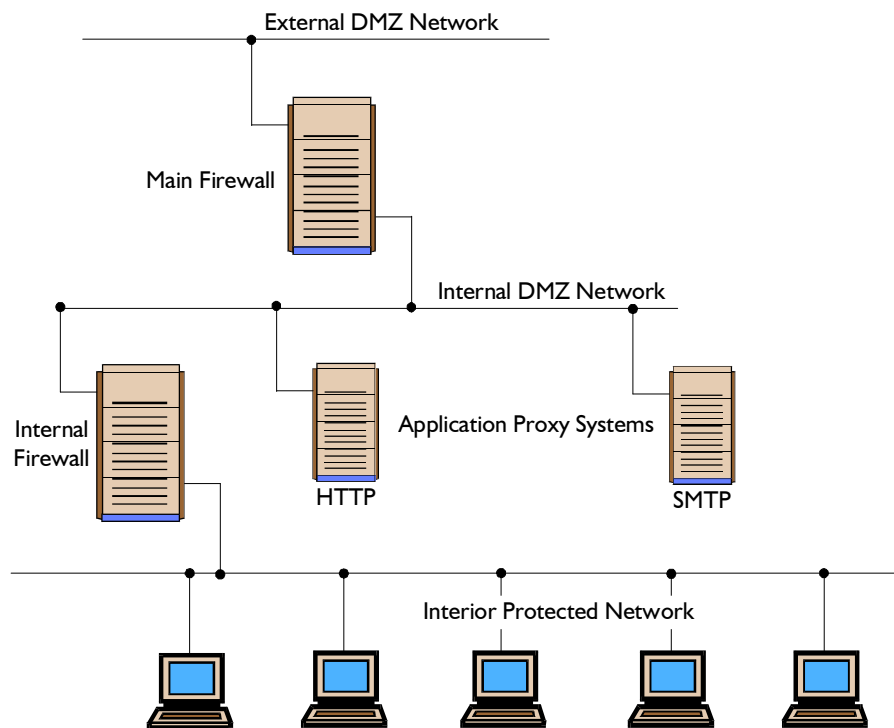 External DMZ Network
Main Firewall
Internal DMZ Network
Internal
Firewall
Application Proxy Systems
HTTP
SMTP
Interior Protected Network